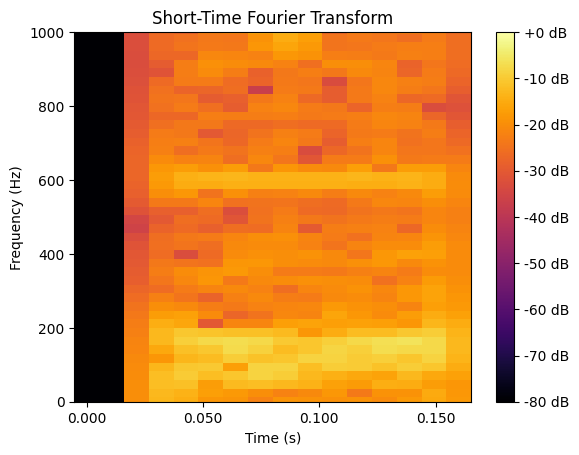 Short-Time Fourier Transform
1000
800
600
400
200
0
Frequency (Hz)
0.000
0.050
0.100
0.150
Time (s)
+0 dB
-10 dB
-20 dB
-30 dB
-40 dB
-50 dB
-60 dB
-70 dB
-80 dB